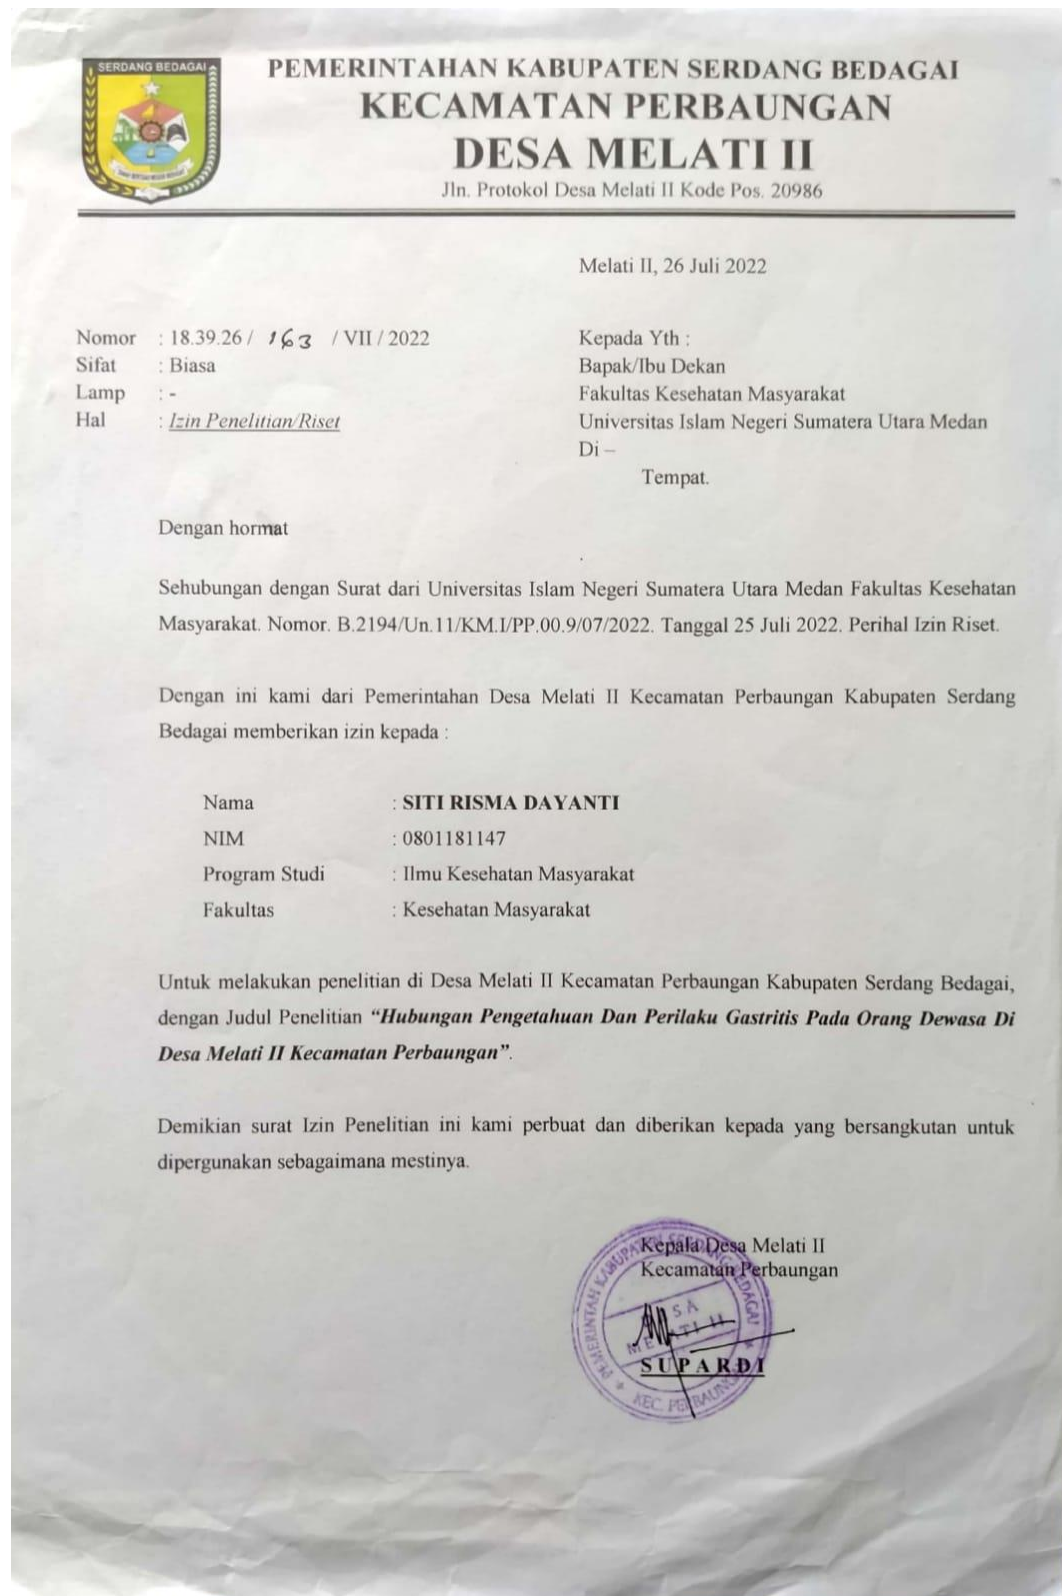 SERDANG BEDAGAI
PEMERINTAHAN KABUPATEN SERDANG BEDAGAI
KECAMATAN PERBAUNGAN
DESA MELATI II
Jln. Protokol Desa Melati II Kode Pos. 20986
Melati II, 26 Juli 2022
Nomor : 18.39.26 / 163 / VII / 2022
Sifat : Biasa
Lamp : -
Hal : Izin Penelitian/Riset
Kepada Yth :
Bapak/Ibu Dekan
Fakultas Kesehatan Masyarakat
Universitas Islam Negeri Sumatera Utara Medan
Di –
Tempat.
Dengan hormat
Sehubungan dengan Surat dari Universitas Islam Negeri Sumatera Utara Medan Fakultas Kesehatan
Masyarakat. Nomor. B.2194/Un.11/KM.I/PP.00.9/07/2022. Tanggal 25 Juli 2022. Perihal Izin Riset.
Dengan ini kami dari Pemerintahan Desa Melati II Kecamatan Perbaungan Kabupaten Serdang
Bedagai memberikan izin kepada :
Nama : SITI RISMA DAYANTI
NIM : 0801181147
Program Studi : Ilmu Kesehatan Masyarakat
Fakultas : Kesehatan Masyarakat
Untuk melakukan penelitian di Desa Melati II Kecamatan Perbaungan Kabupaten Serdang Bedagai,
dengan Judul Penelitian “Hubungan Pengetahuan Dan Perilaku Gastritis Pada Orang Dewasa Di
Desa Melati II Kecamatan Perbaungan”.
Demikian surat Izin Penelitian ini kami perbuat dan diberikan kepada yang bersangkutan untuk
dipergunakan sebagaimana mestinya.
Kepala Desa Melati II
Kecamatan Perbaungan
SUPARDI
PEMERINTAH KABUPATEN SERDANG BEDAGAI
MELATI II
KEC. PERBAUNGAN